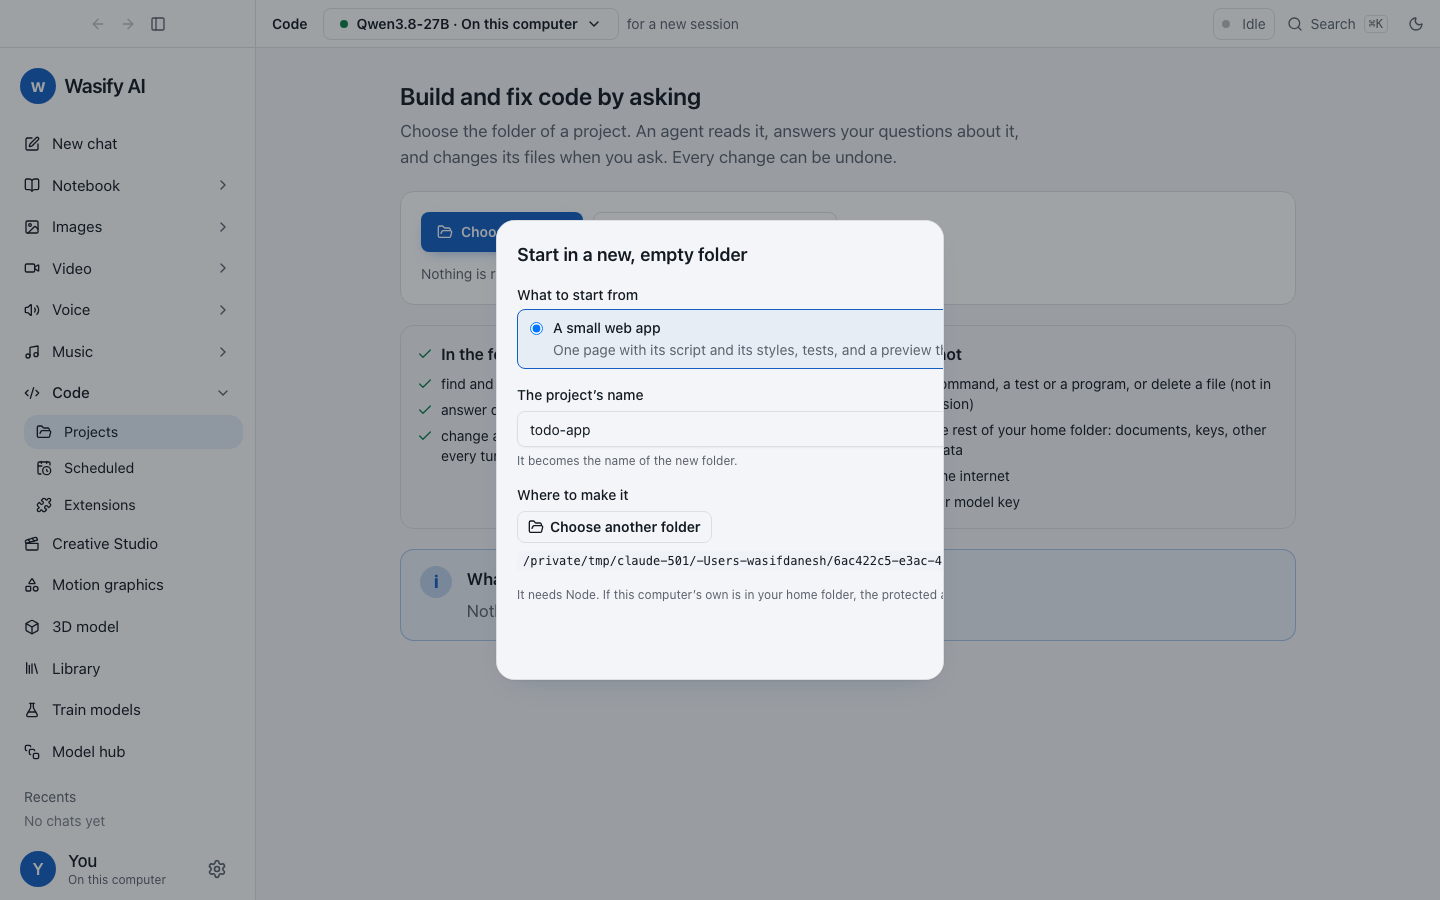 Code
Qwen3.8-27B · On this computer
for a new session
Idle
Search
⌘K
W
Wasify AI
New chat
Notebook
Images
Video
Voice
Music
Code
Projects
Scheduled
Extensions
Creative Studio
Motion graphics
3D model
Library
Train models
Model hub
Recents
No chats yet
Y
You
On this computer
Build and fix code by asking
Choose the folder of a project. An agent reads it, answers your questions about it,
and changes its files when you ask. Every change can be undone.
Nothing is
In the
find and
answer
change
every
ommand, a test or a program, or delete a file (not in
sion)
e rest of your home folder: documents, keys, other
ata
e internet
r model key
Start in a new, empty folder
What to start from
A small web app
One page with its script and its styles, tests, and a preview
The project’s name
todo-app
It becomes the name of the new folder.
Where to make it
Choose another folder
/private/tmp/claude-501/-Users-wasifdanesh/6ac422c5-e3ac-4
It needs Node. If this computer’s own is in your home folder, the protected